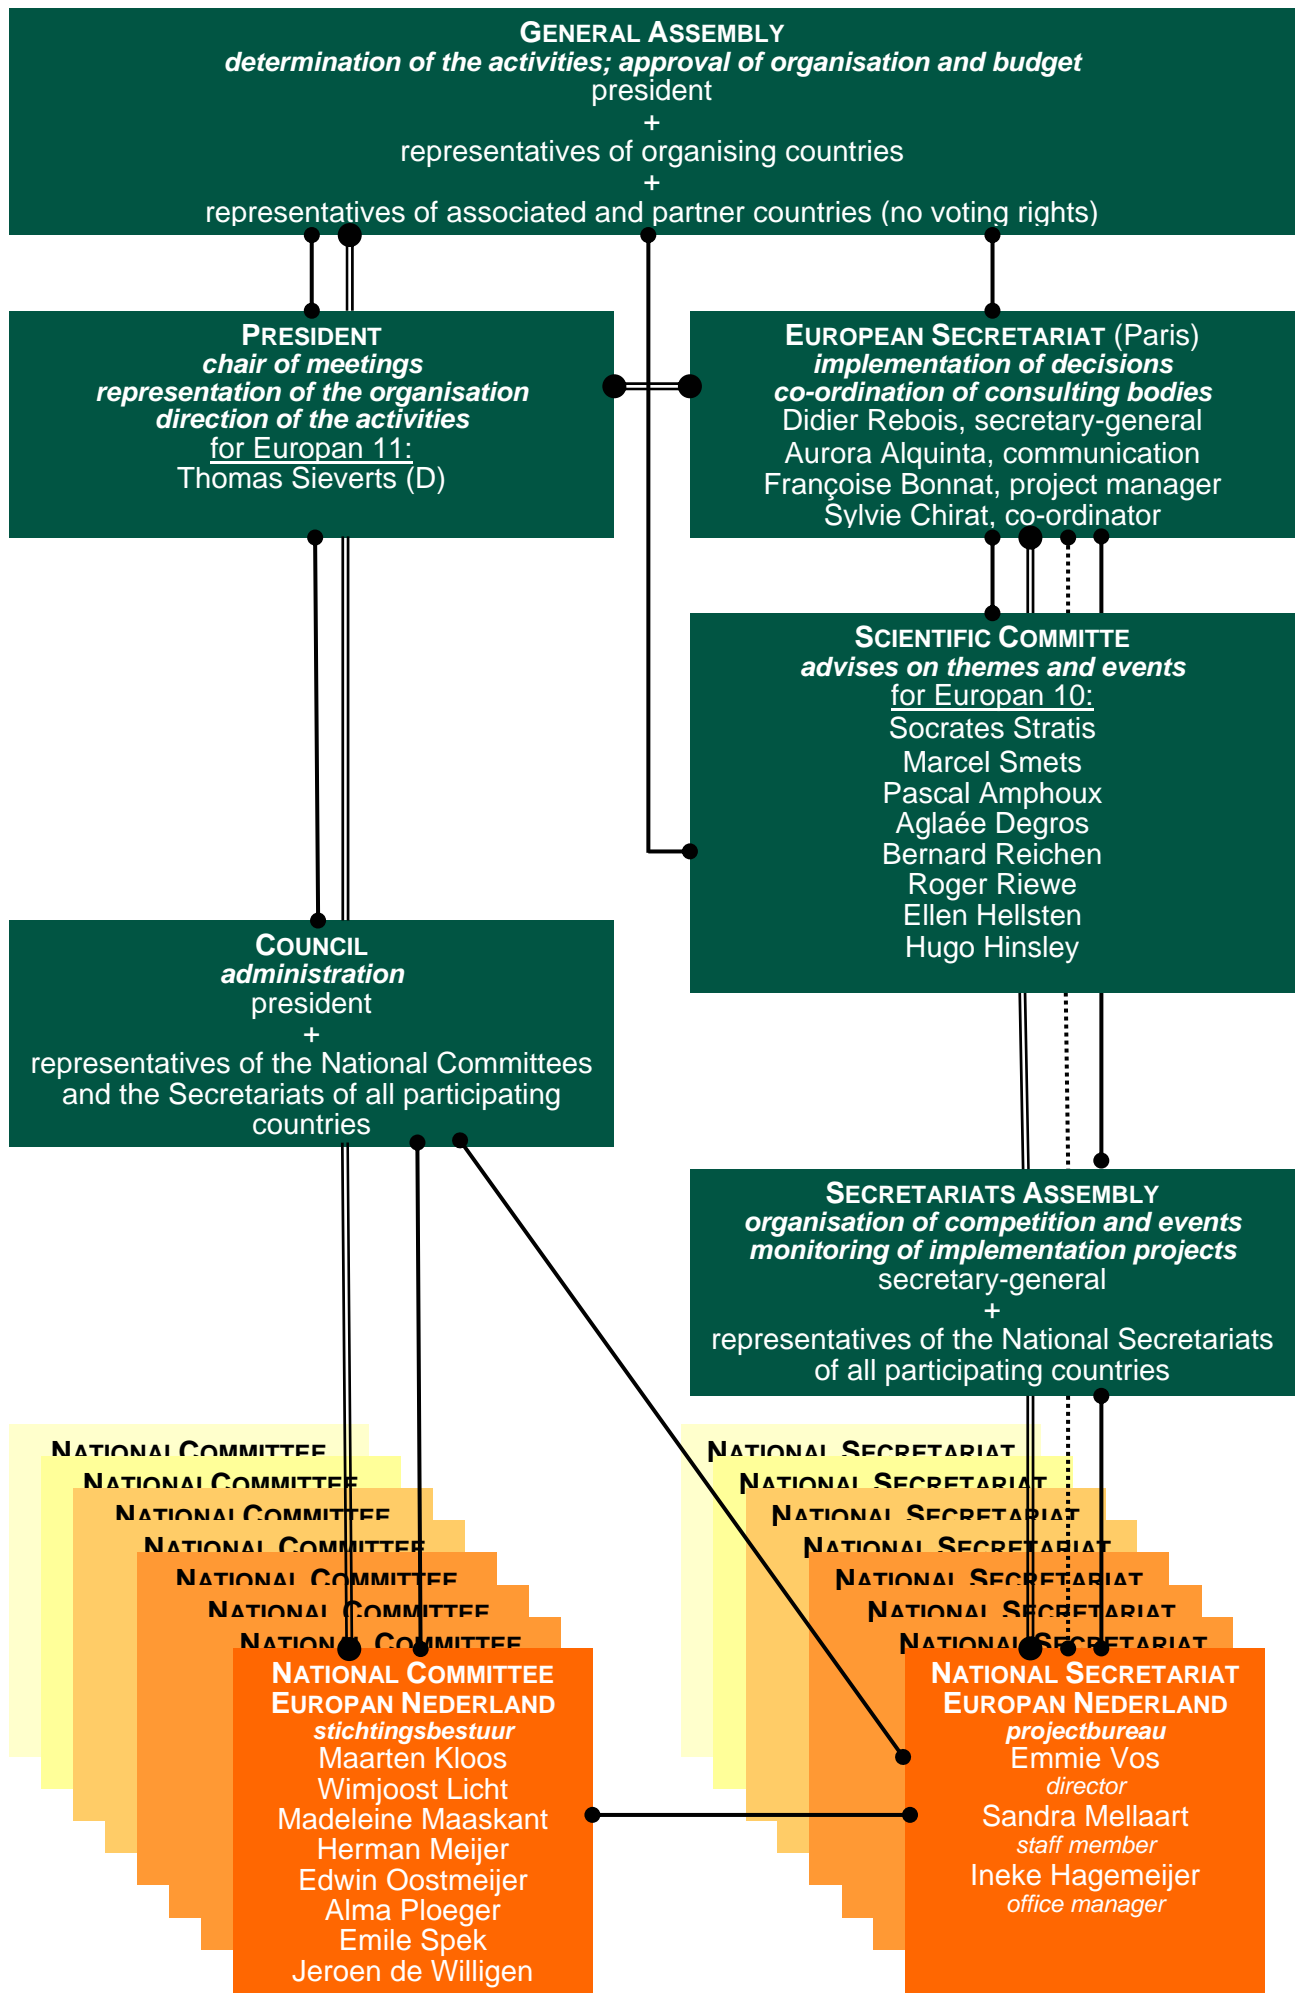 GENERAL ASSEMBLY
determination of the activities; approval of organisation and budget
president
+
representatives of organising countries
+
representatives of associated and partner countries (no voting rights)
PRESIDENT
chair of meetings
representation of the organisation
direction of the activities
for Europan 11:
Thomas Sieverts (D)
EUROPEAN SECRETARIAT (Paris)
implementation of decisions
co-ordination of consulting bodies
Didier Rebois, secretary-general
Aurora Alquinta, communication
Françoise Bonnat, project manager
Sylvie Chirat, co-ordinator
SCIENTIFIC COMMITTE
advises on themes and events
for Europan 10:
Socrates Stratis
Marcel Smets
Pascal Amphoux
Aglaée Degros
Bernard Reichen
Roger Riewe
Ellen Hellsten
Hugo Hinsley
COUNCIL
administration
president
+
representatives of the National Committees
and the Secretariats of all participating
countries
SECRETARIATS ASSEMBLY
organisation of competition and events
monitoring of implementation projects
secretary-general
+
representatives of the National Secretariats
of all participating countries
NATIONAL COMMITTEE
NATIONAL COMMITTEE
NATIONAL COMMITTEE
NATIONAL COMMITTEE
NATIONAL COMMITTEE
NATIONAL COMMITTEE
NATIONAL COMMITTEE
NATIONAL COMMITTEE
EUROPAN NEDERLAND
stichtingsbestuur
Maarten Kloos
Wimjoost Licht
Madeleine Maaskant
Herman Meijer
Edwin Oostmeijer
Alma Ploeger
Emile Spek
Jeroen de Willigen
NATIONAL SECRETARIAT
NATIONAL SECRETARIAT
NATIONAL SECRETARIAT
NATIONAL SECRETARIAT
NATIONAL SECRETARIAT
NATIONAL SECRETARIAT
NATIONAL SECRETARIAT
NATIONAL SECRETARIAT
EUROPAN NEDERLAND
projectbureau
Emmie Vos
director
Sandra Mellaart
staff member
Ineke Hagemeijer
office manager